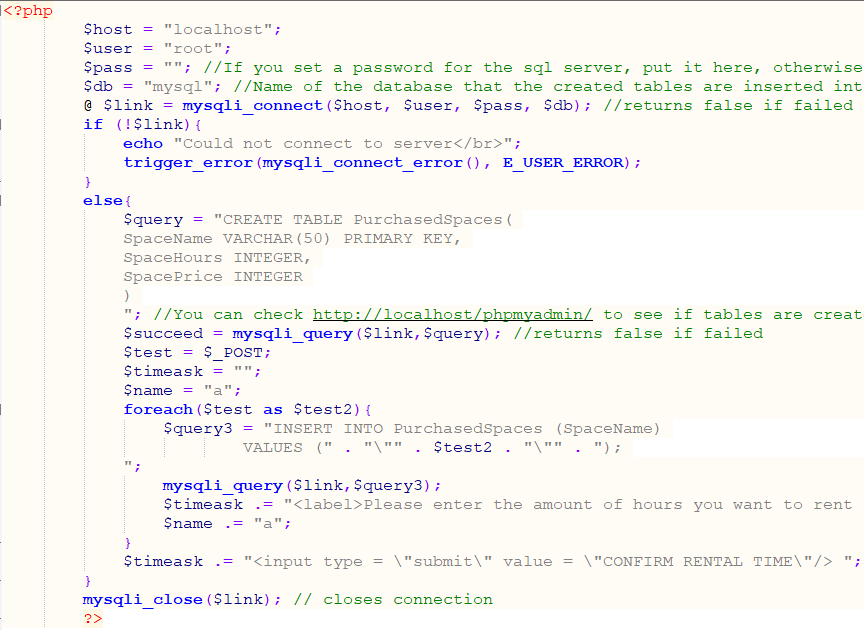 <?php
$host = "localhost";
$user = "root";
$pass = ""; //If you set a password for the sql server, put it here, otherwise
$db = "mysql"; //Name of the database that the created tables are inserted int
@ $link = mysqli_connect($host, $user, $pass, $db); //returns false if failed
if (!$link){
echo "Could not connect to server</br>";
trigger_error(mysqli_connect_error(), E_USER_ERROR);
}
else{
$query = "CREATE TABLE PurchasedSpaces(
SpaceName VARCHAR(50) PRIMARY KEY,
SpaceHours INTEGER,
SpacePrice INTEGER
)
"; //You can check http://localhost/phpmyadmin/ to see if tables are creat
$succeed = mysqli_query($link,$query); //returns false if failed
$test = $_POST;
$timeask = "";
$name = "a";
foreach($test as $test2){
$query3 = "INSERT INTO PurchasedSpaces (SpaceName)
VALUES (" . "\"" . $test2 . "\"" . ");
";
mysqli_query($link,$query3);
$timeask .= "<label>Please enter the amount of hours you want to rent
$name .= "a";
}
$timeask .= "<input type = \"submit\" value = \"CONFIRM RENTAL TIME\"/> ";
}
mysqli_close($link); // closes connection
?>